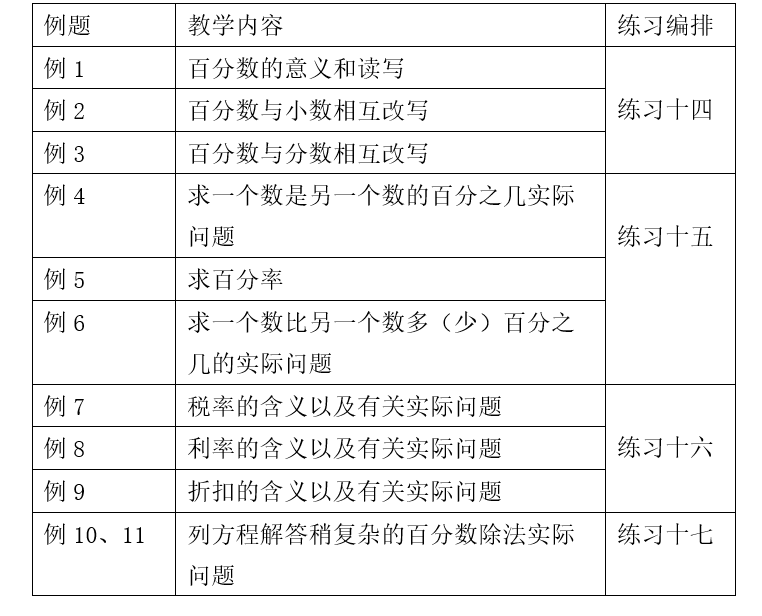 例题 教学内容 练习编排
例 1 百分数的意义和读写
例 2 百分数与小数相互改写 练习十四
例 3 百分数与分数相互改写
例 4 求一个数是另一个数的百分之几实际
问题 练习十五
例 5 求百分率
例 6 求一个数比另一个数多（少）百分之
几的实际问题
例 7 税率的含义以及有关实际问题
例 8 利率的含义以及有关实际问题 练习十六
例 9 折扣的含义以及有关实际问题
例 10、11 列方程解答稍复杂的百分数除法实际 练习十七
问题